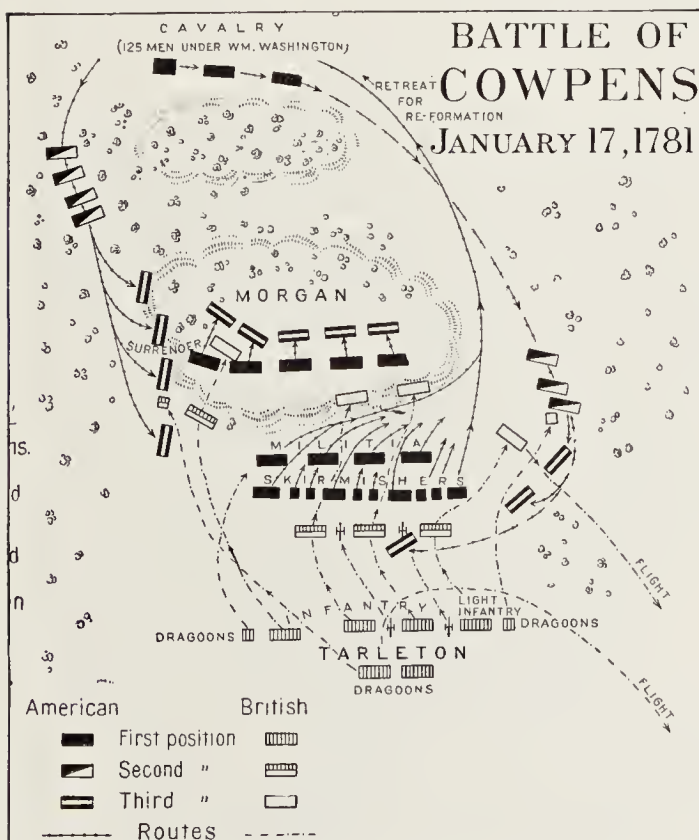 CAVALRY
(125 MEN UNDER WM. WASHINGTON)
BATTLE OF
COWPENS
JANUARY 17, 1781
RETREAT
FOR
RE-FORMATION
MORGAN
SURRENDER
MILITIA
SKIRMISHERS
ns.
d
d
n
INFANTRY
LIGHT
INFANTRY
DRAGOONS
DRAGOONS
TARLETON
DRAGOONS
FLIGHT
FLIGHT
American British
First position
Second "
Third "
Routes